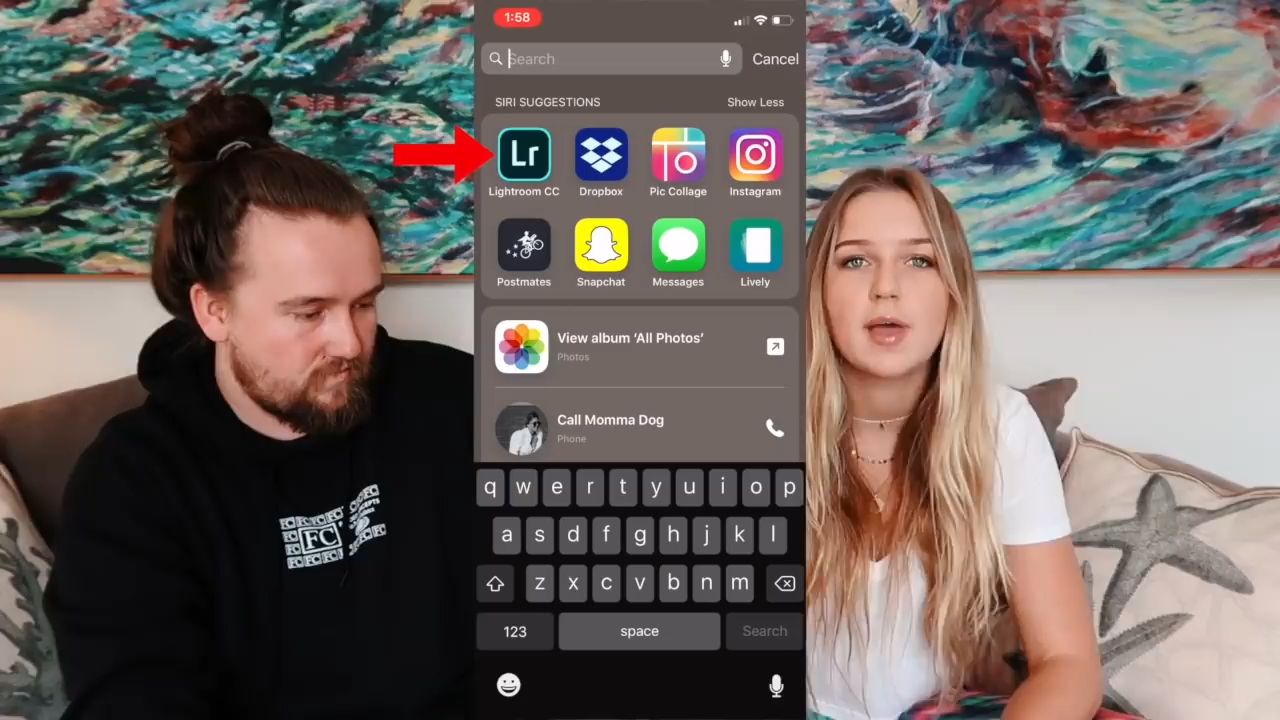 1:58
Search
Cancel
SIRI SUGGESTIONS
Show Less
Lr
Lightroom CC
Dropbox
Pic Collage
Instagram
Postmates
Snapchat
Messages
Lively
View album ‘All Photos’
Photos
Call Momma Dog
Phone
q w e r t y u i o p
a s d f g h j k l
z x c v b n m
123
space
Search
FC